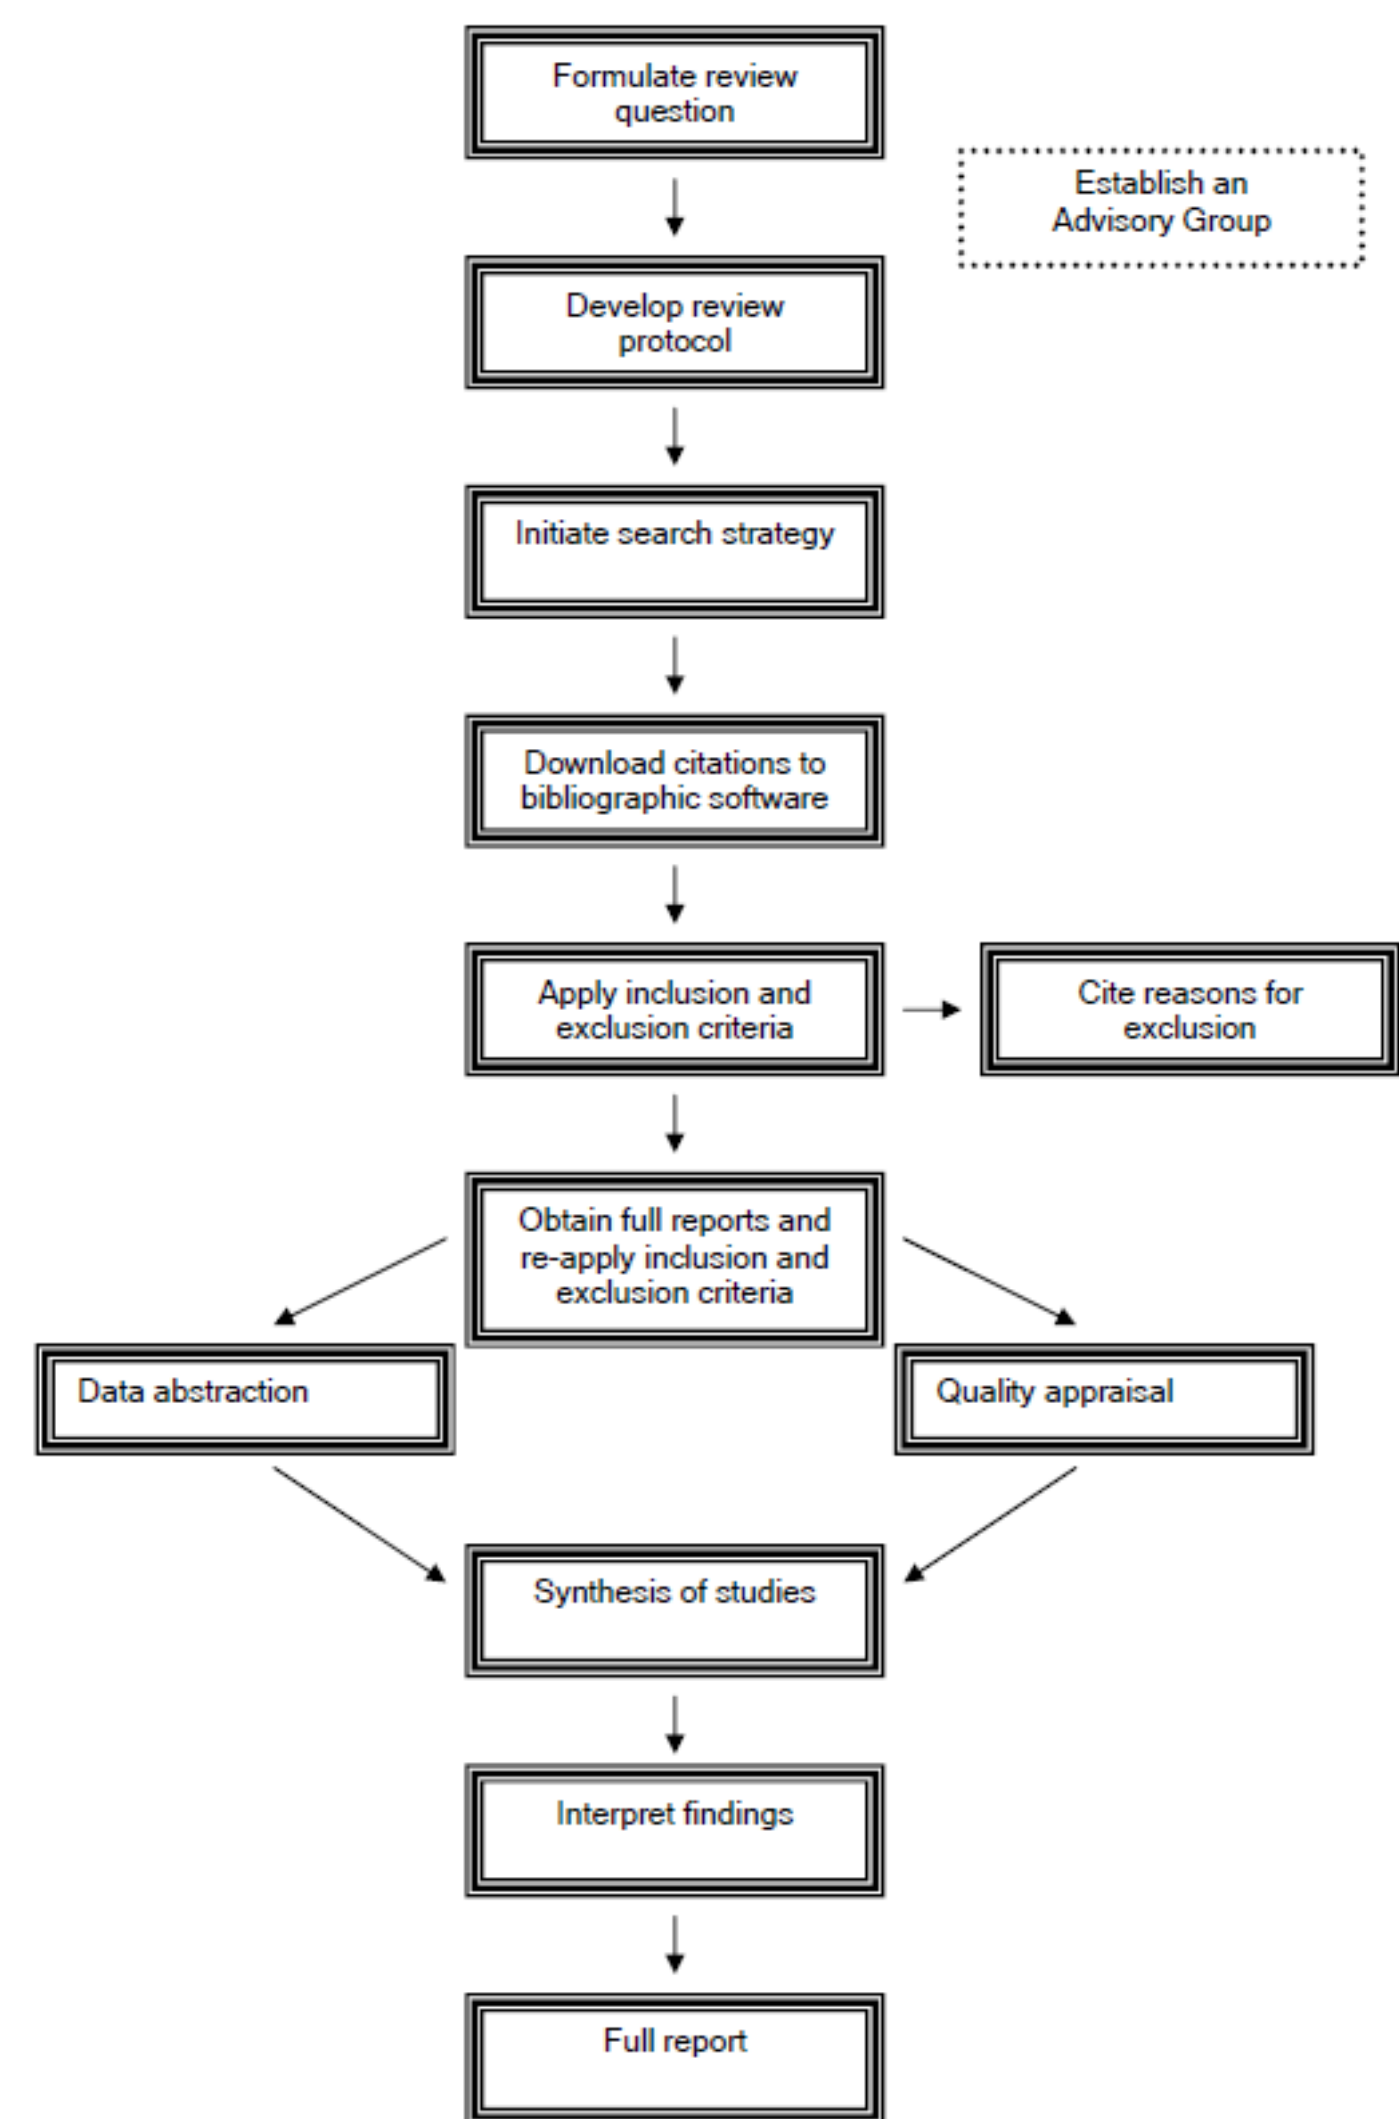 Formulate review
question
Establish an
Advisory Group
Develop review
protocol
Initiate search strategy
Download citations to
bibliographic software
Apply inclusion and
exclusion criteria
Cite reasons for
exclusion
Obtain full reports and
re-apply inclusion and
exclusion criteria
Data abstraction
Quality appraisal
Synthesis of studies
Interpret findings
Full report